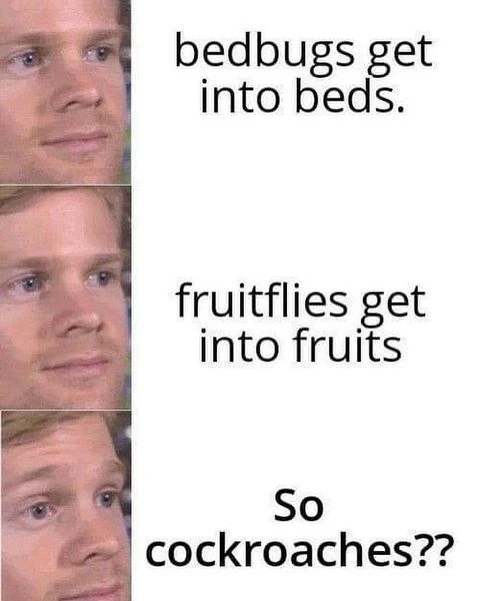 bedbugs get
into beds.
fruitflies get
into fruits
So
cockroaches??